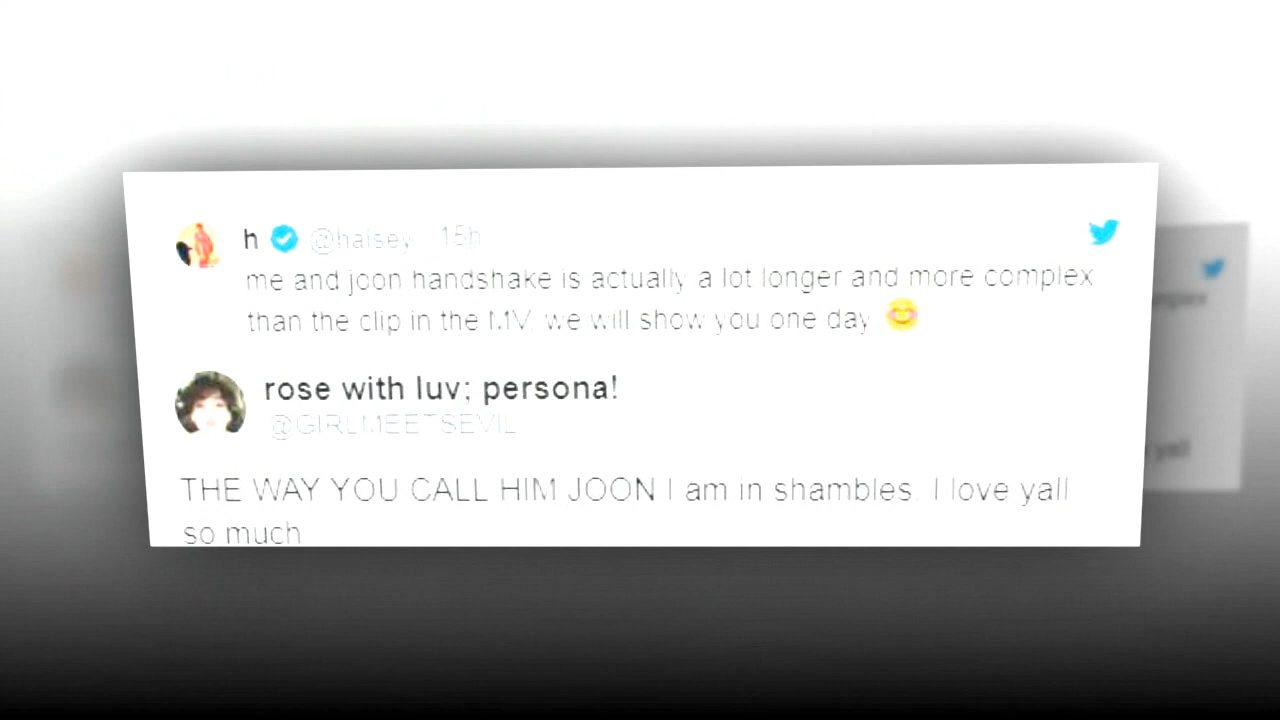 h @halsey 15h
me and joon handshake is actually a lot longer and more complex
than the clip in the MV. we will show you one day
rose with luv; persona!
@GIRLMEETSEVIL
THE WAY YOU CALL HIM JOON I am in shambles. I love yall
so much